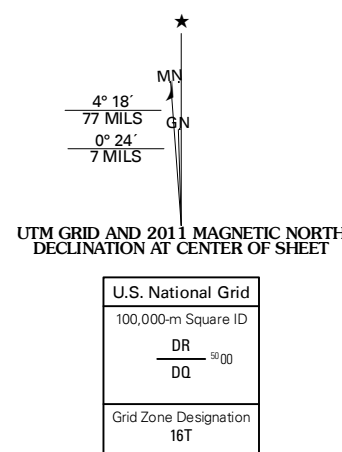 ★
MN
4° 18´
77 MILS
GN
0° 24´
7 MILS
UTM GRID AND 2011 MAGNETIC NORTH
DECLINATION AT CENTER OF SHEET
U.S. National Grid
100,000-m Square ID
DR
5000
DQ
Grid Zone Designation
16T